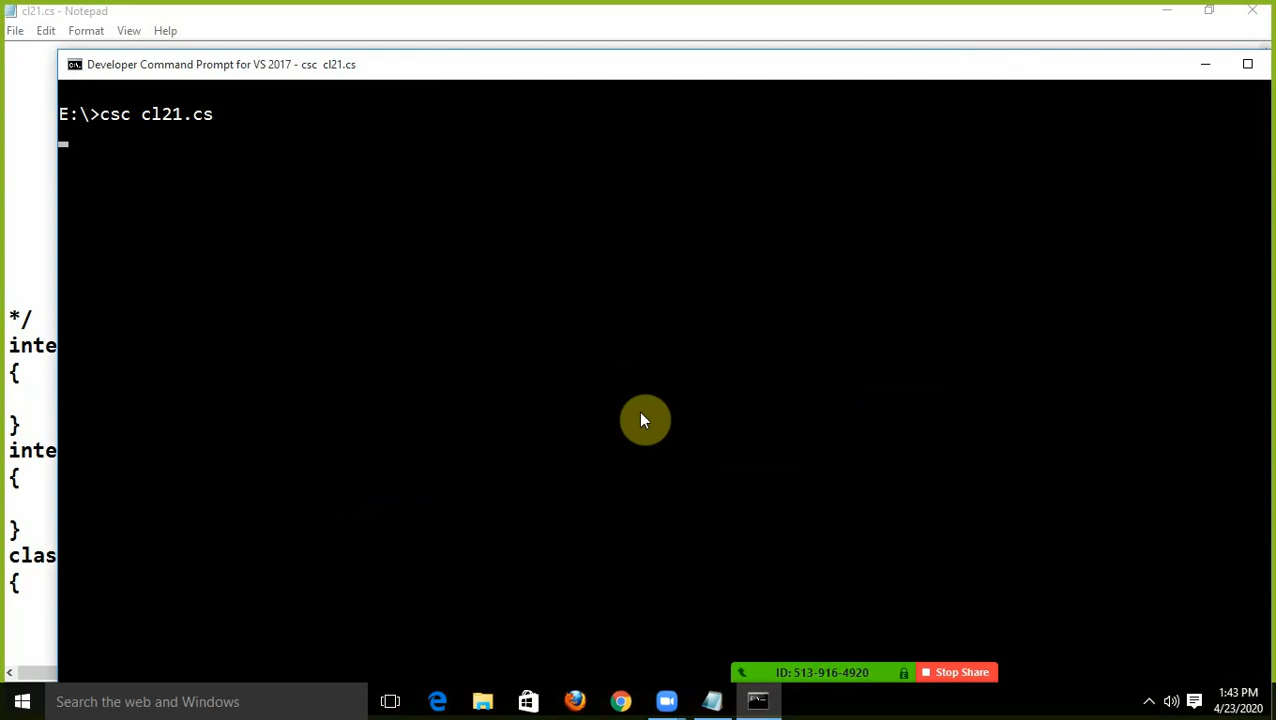 cl21.cs - Notepad
File Edit Format View Help
Developer Command Prompt for VS 2017 - csc cl21.cs
E:\>csc cl21.cs
*/
inte
{
}
inte
{
}
clas
{
ID: 513-916-4920
Stop Share
Search the web and Windows
1:43 PM
4/23/2020